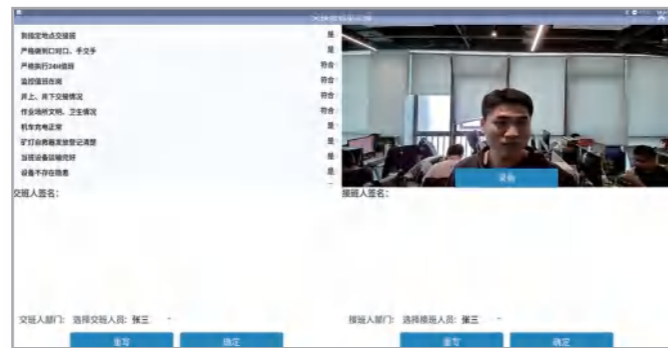 到指定地点交接班 是
严格做到口对口、手交手 是
严格执行24H值班 符合
监控值班在岗 符合
井上、井下交接情况 符合
作业场所文明、卫生情况 符合
机车充电正常 是
矿灯自救器发放登记清楚 是
当班设备运输完好 是
设备不存在隐患 是
交班人签名：
接班人签名：
交班人部门： 选择交班人员：张三
接班人部门： 选择接班人员：张三
重写 确定
重写 确定